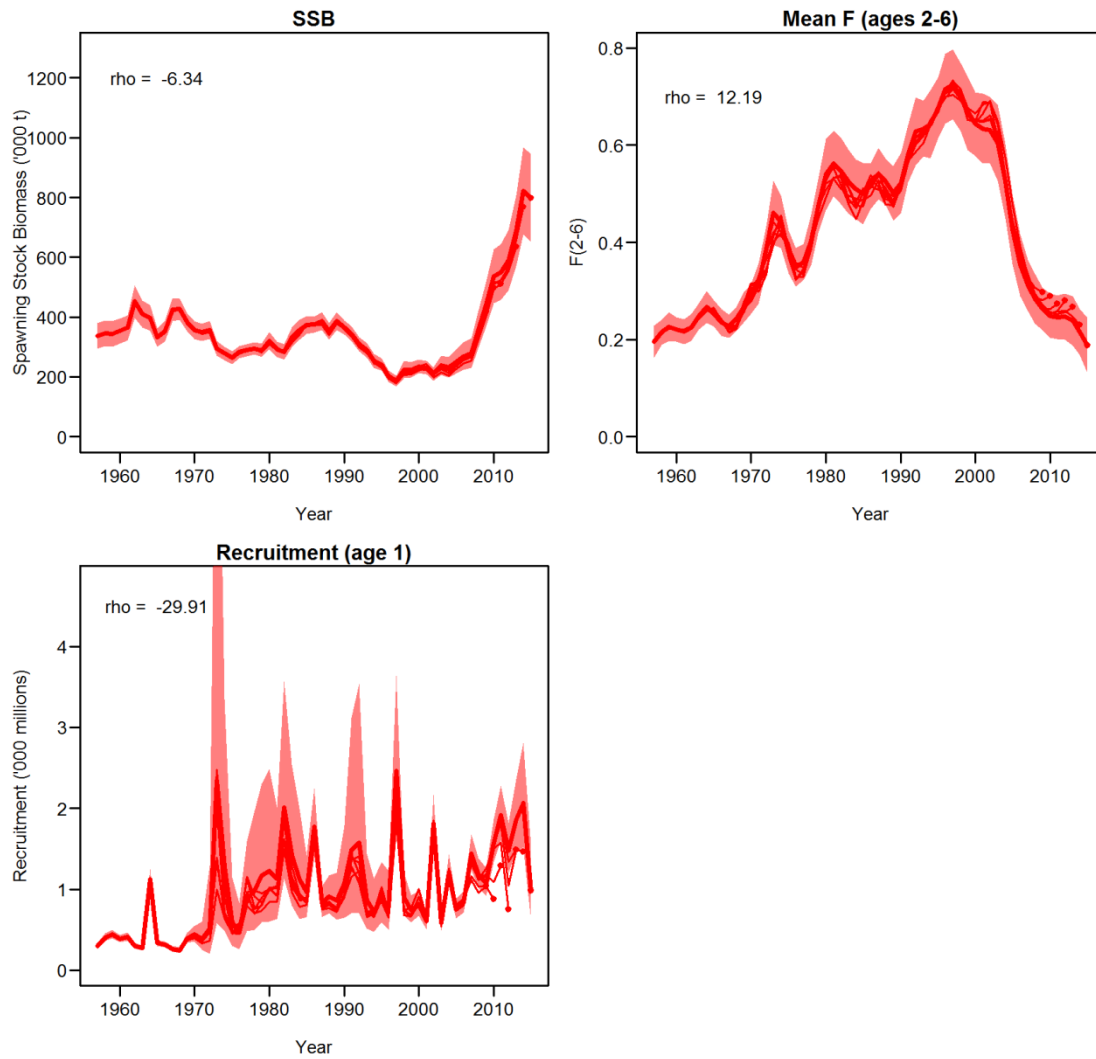 SSB
rho = -6.34
Spawning Stock Biomass ('000 t)
1200
1000
800
600
400
200
0
1960 1970 1980 1990 2000 2010
Year
Mean F (ages 2-6)
rho = 12.19
F(2-6)
0.8
0.6
0.4
0.2
0.0
1960 1970 1980 1990 2000 2010
Year
Recruitment (age 1)
rho = -29.91
Recruitment ('000 millions)
4
3
2
1
0
1960 1970 1980 1990 2000 2010
Year